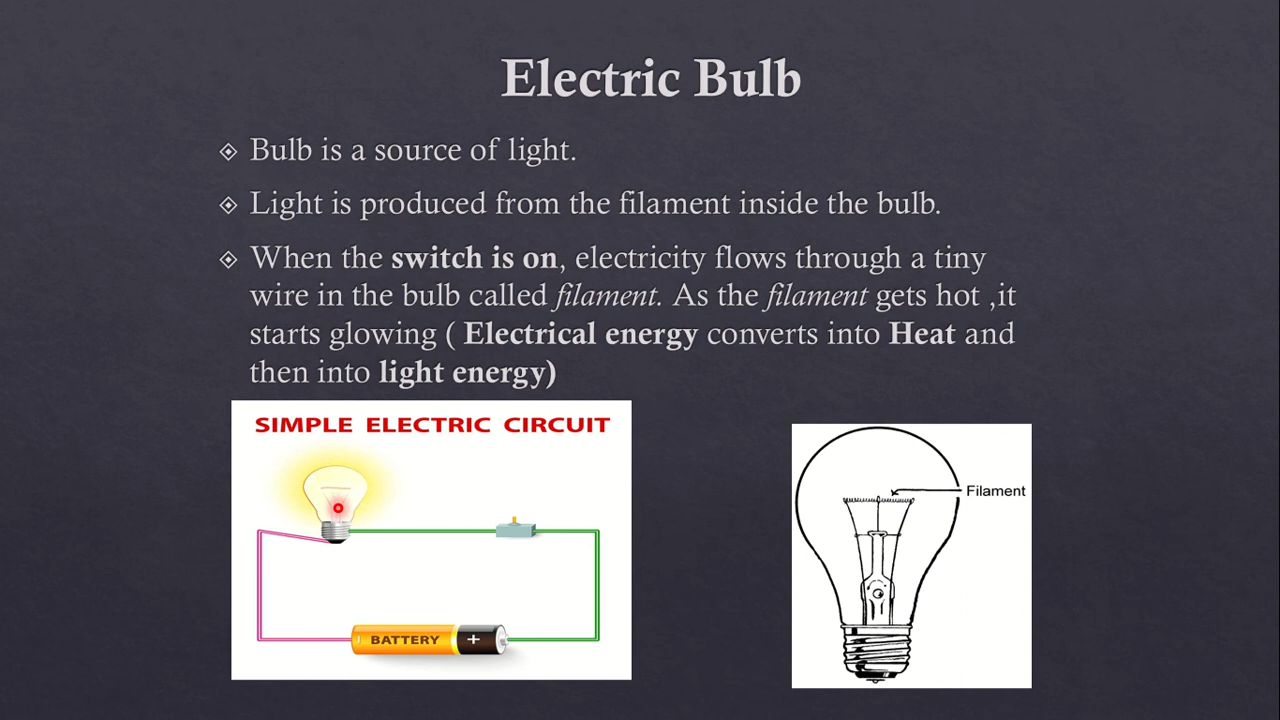 Electric Bulb
Bulb is a source of light.
Light is produced from the filament inside the bulb.
When the switch is on, electricity flows through a tiny
wire in the bulb called filament. As the filament gets hot ,it
starts glowing ( Electrical energy converts into Heat and
then into light energy)
SIMPLE ELECTRIC CIRCUIT
BATTERY +
Filament